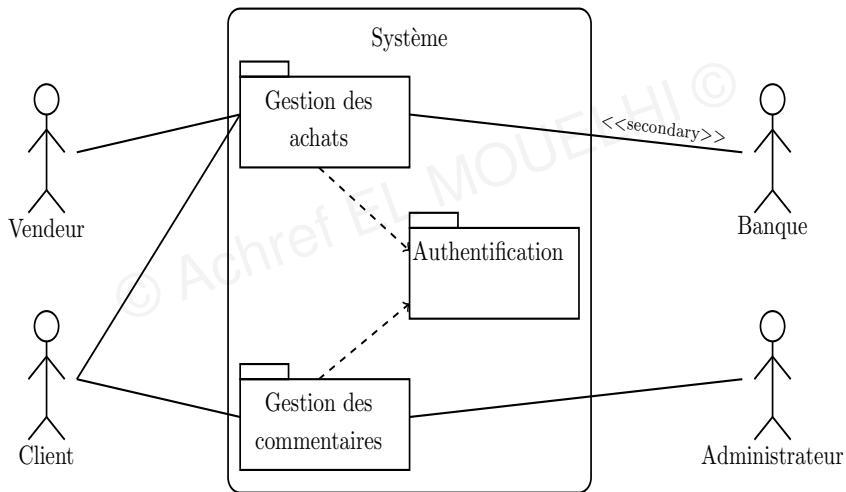 Système
Gestion des
achats
<<secondary>>
Vendeur
Banque
Authentification
Gestion des
commentaires
Client
Administrateur
© Achref EL MOUELHI ©